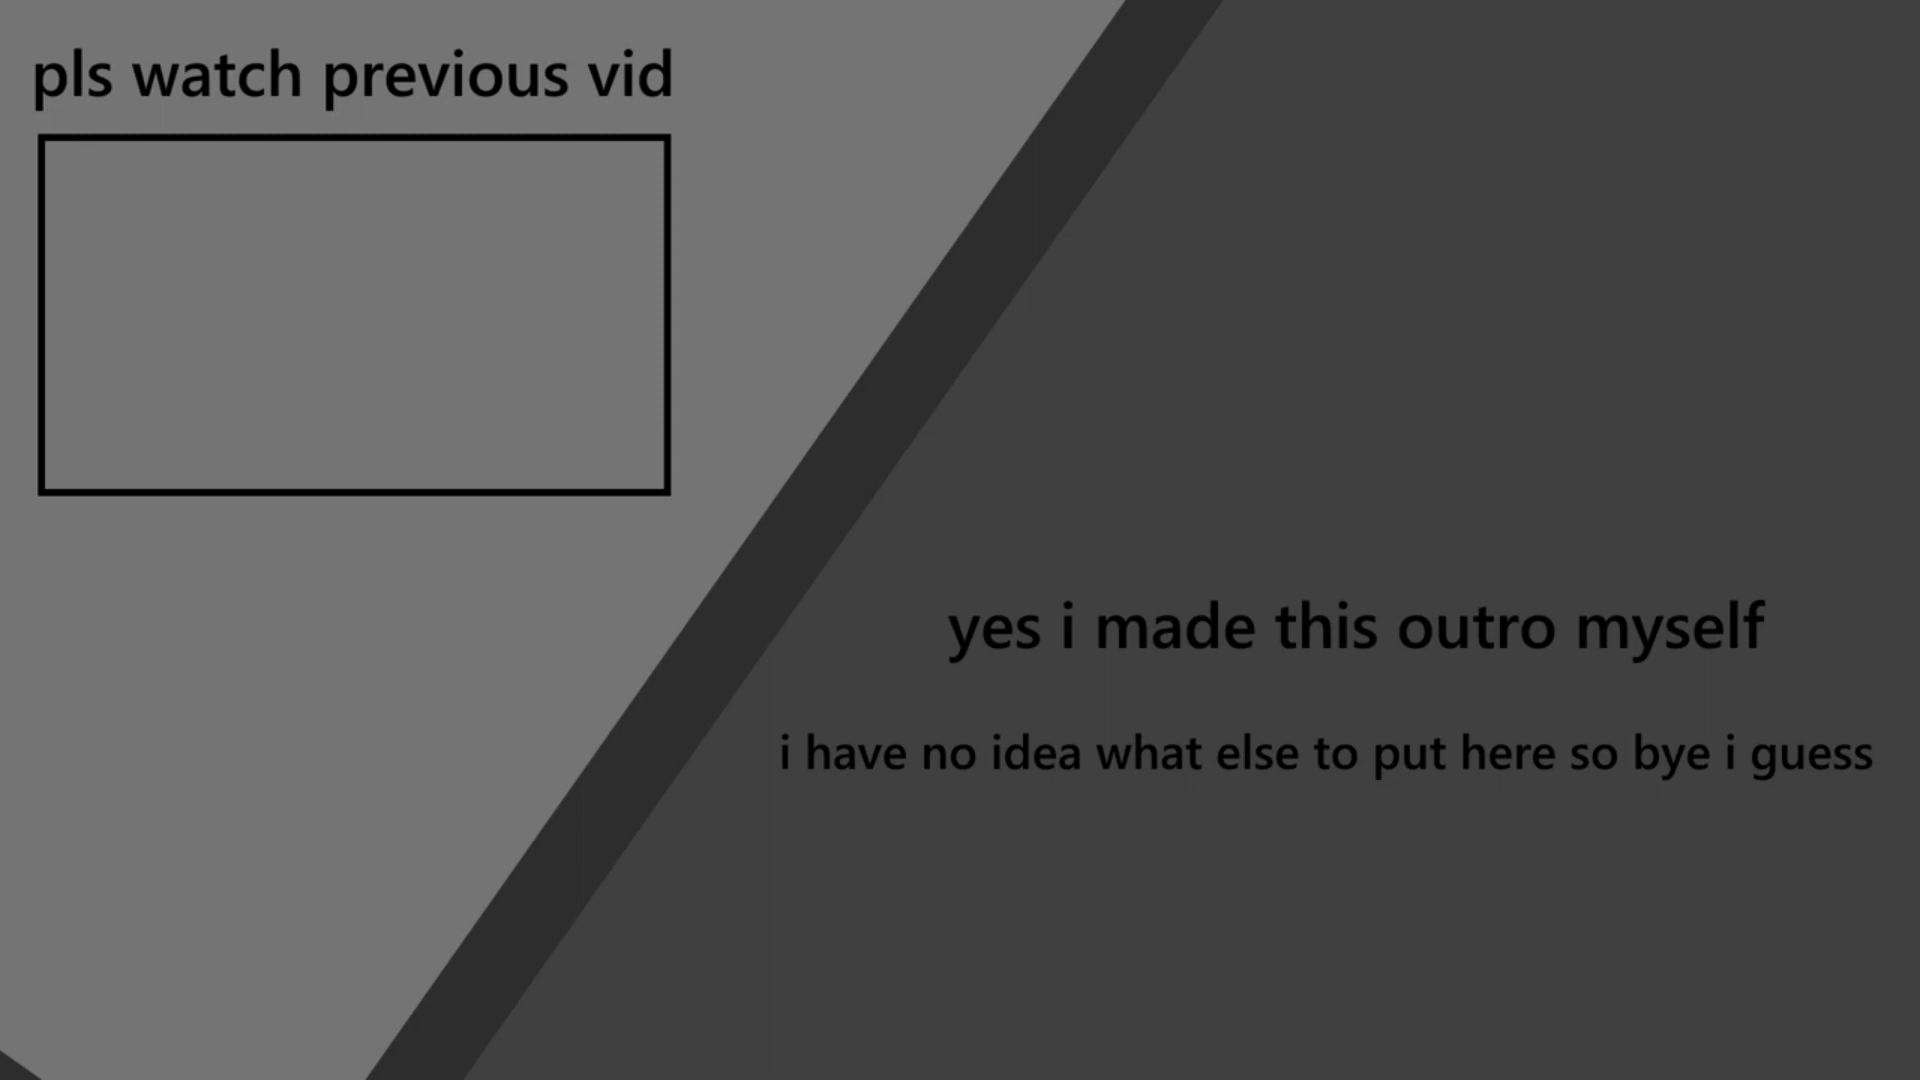 pls watch previous vid
yes i made this outro myself
i have no idea what else to put here so bye i guess